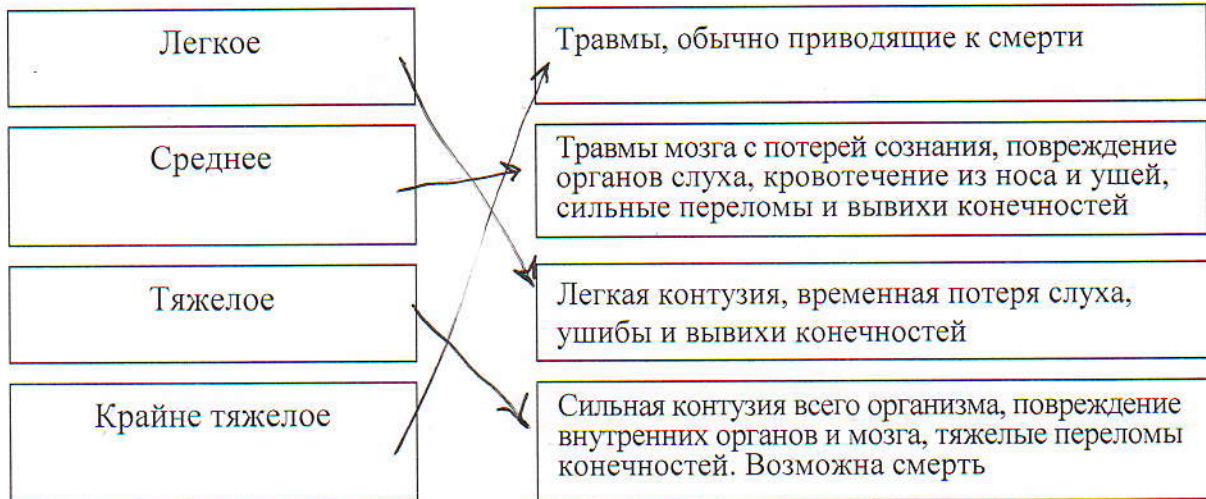 Легкое
Травмы, обычно приводящие к смерти
Среднее
Травмы мозга с потерей сознания, повреждение
органов слуха, кровотечение из носа и ушей,
сильные переломы и вывихи конечностей
Тяжелое
Легкая контузия, временная потеря слуха,
ушибы и вывихи конечностей
Крайне тяжелое
Сильная контузия всего организма, повреждение
внутренних органов и мозга, тяжелые переломы
конечностей. Возможна смерть